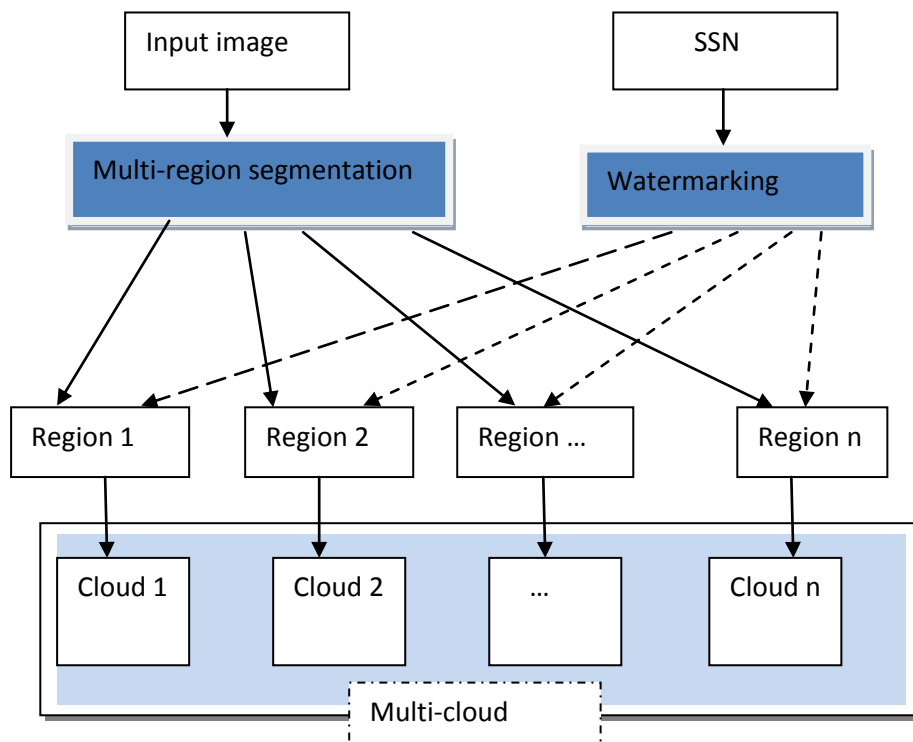 Input image
SSN
Multi-region segmentation
Watermarking
Region 1
Region 2
Region …
Region n
Cloud 1
Cloud 2
…
Cloud n
Multi-cloud